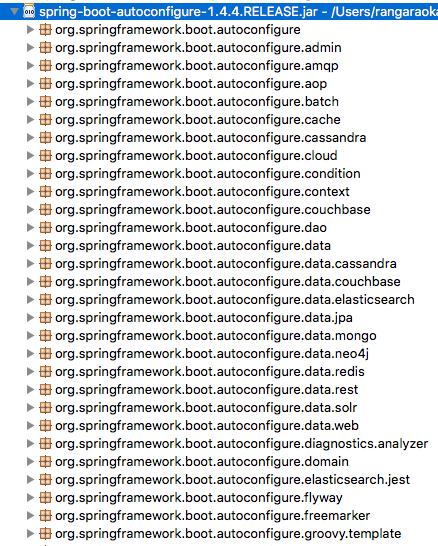 spring-boot-autoconfigure-1.4.4.RELEASE.jar - /Users/rangaraoka
org.springframework.boot.autoconfigure
org.springframework.boot.autoconfigure.admin
org.springframework.boot.autoconfigure.amqp
org.springframework.boot.autoconfigure.aop
org.springframework.boot.autoconfigure.batch
org.springframework.boot.autoconfigure.cache
org.springframework.boot.autoconfigure.cassandra
org.springframework.boot.autoconfigure.cloud
org.springframework.boot.autoconfigure.condition
org.springframework.boot.autoconfigure.context
org.springframework.boot.autoconfigure.couchbase
org.springframework.boot.autoconfigure.dao
org.springframework.boot.autoconfigure.data
org.springframework.boot.autoconfigure.data.cassandra
org.springframework.boot.autoconfigure.data.couchbase
org.springframework.boot.autoconfigure.data.elasticsearch
org.springframework.boot.autoconfigure.data.jpa
org.springframework.boot.autoconfigure.data.mongo
org.springframework.boot.autoconfigure.data.neo4j
org.springframework.boot.autoconfigure.data.redis
org.springframework.boot.autoconfigure.data.rest
org.springframework.boot.autoconfigure.data.solr
org.springframework.boot.autoconfigure.data.web
org.springframework.boot.autoconfigure.diagnostics.analyzer
org.springframework.boot.autoconfigure.domain
org.springframework.boot.autoconfigure.elasticsearch.jest
org.springframework.boot.autoconfigure.flyway
org.springframework.boot.autoconfigure.freemarker
org.springframework.boot.autoconfigure.groovy.template